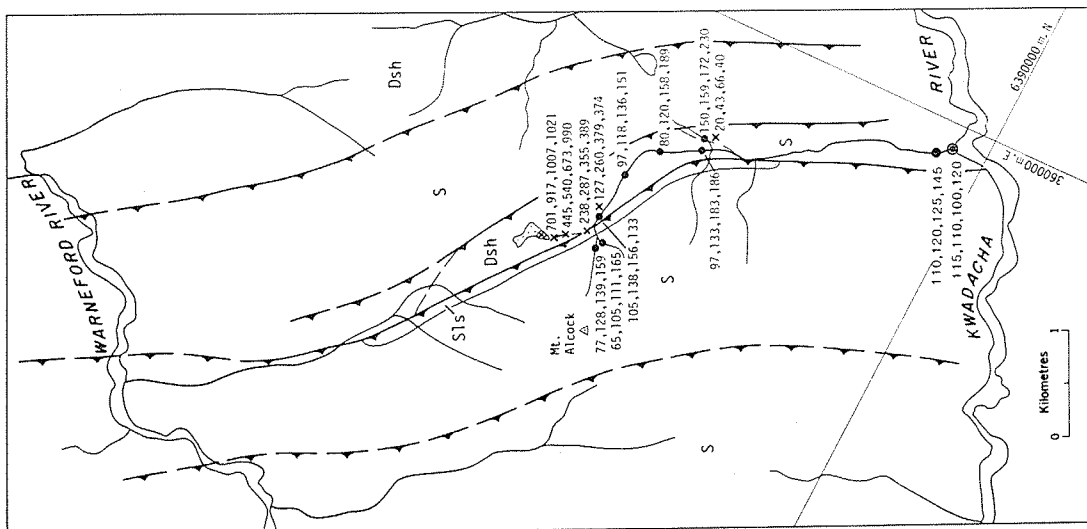 WARNEFORD RIVER
Dsh
S
Dsh
Sls
701,917,1007,1021
445,540,673,990
238,287,355,389
127,260,379,374
97,118,136,151
80,120,158,189
150,159,172,230
20,43,66,40
Mt.
Alcock
77,128,139,159
65,105,111,165
105,138,156,133
97,133,183,186
S
S
S
110,120,125,145
115,110,100,120
KWADACHA RIVER
6390000 m. N
360000 m. E
0 1
Kilometres